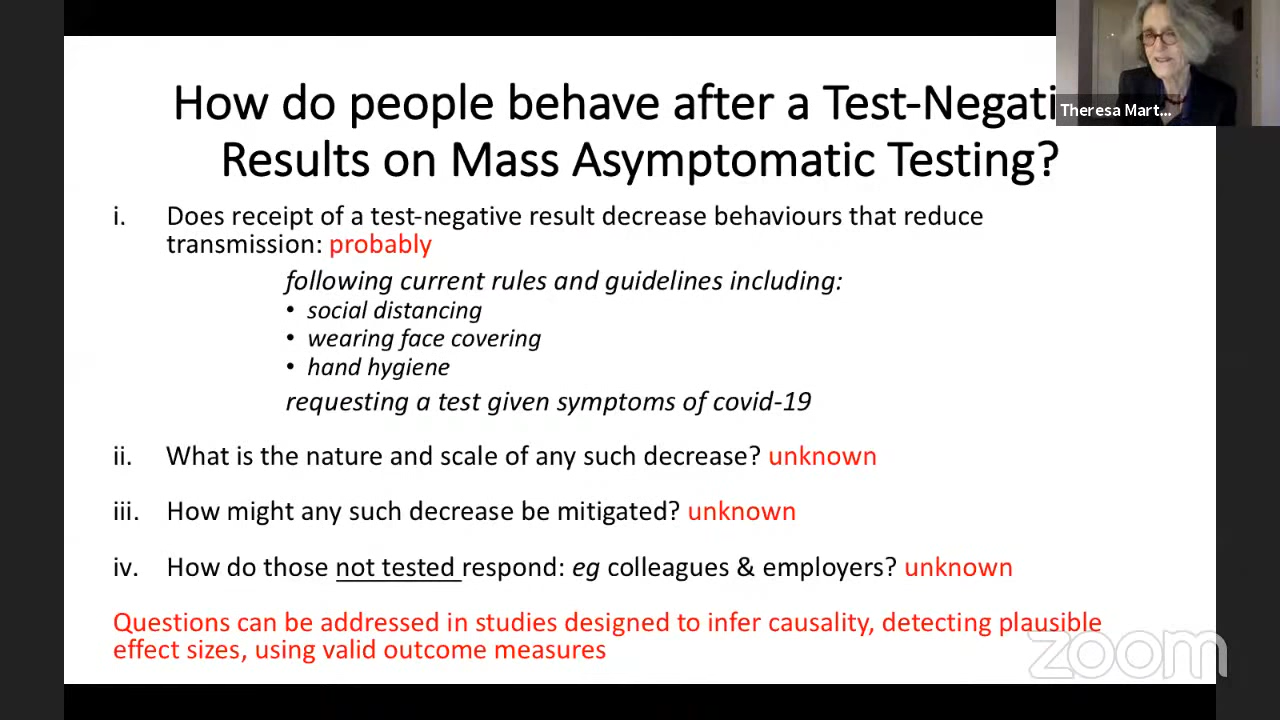 How do people behave after a Test-Negati
Theresa Mart...
Results on Mass Asymptomatic Testing?
i. Does receipt of a test-negative result decrease behaviours that reduce
transmission: probably
following current rules and guidelines including:
• social distancing
• wearing face covering
• hand hygiene
requesting a test given symptoms of covid-19
ii. What is the nature and scale of any such decrease? unknown
iii. How might any such decrease be mitigated? unknown
iv. How do those not tested respond: eg colleagues & employers? unknown
Questions can be addressed in studies designed to infer causality, detecting plausible
effect sizes, using valid outcome measures
zoom